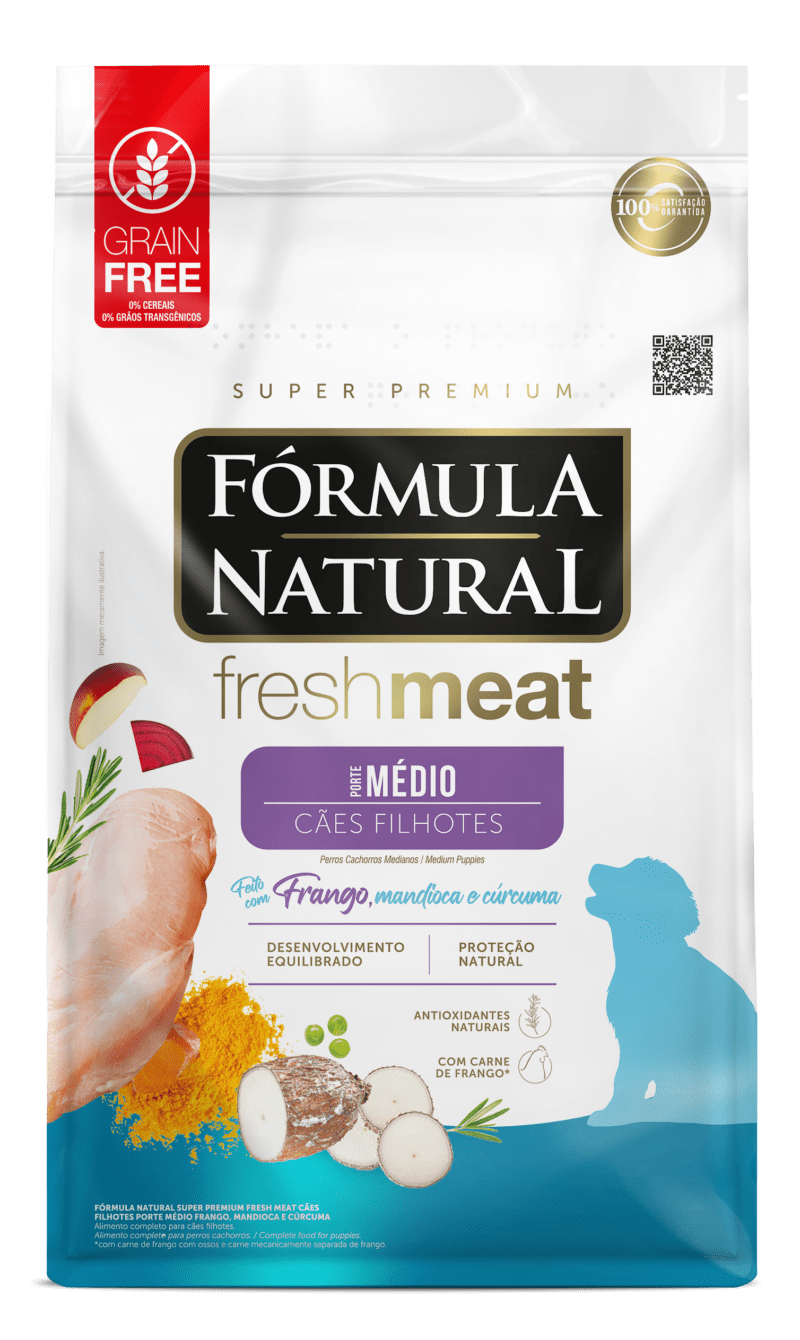 GRAIN
FREE
0% CEREAIS
0% GRÃOS TRANSGÊNICOS
100% SATISFAÇÃO
GARANTIDA
SUPER PREMIUM
FÓRMULA
NATURAL
Imagem meramente ilustrativa.
freshmeat
PORTE MÉDIO
CÃES FILHOTES
Perros Cachorros Medianos / Medium Puppies
Feito com Frango, mandioca e cúrcuma
DESENVOLVIMENTO
EQUILIBRADO
PROTEÇÃO
NATURAL
ANTIOXIDANTES
NATURAIS
COM CARNE
DE FRANGO*
FÓRMULA NATURAL SUPER PREMIUM FRESH MEAT CÃES
FILHOTES PORTE MÉDIO FRANGO, MANDIOCA E CÚRCUMA
Alimento completo para cães filhotes.
Alimento completo para perros cachorros. / Complete food for puppies.
*com carne de frango com ossos e carne mecanicamente separada de frango.